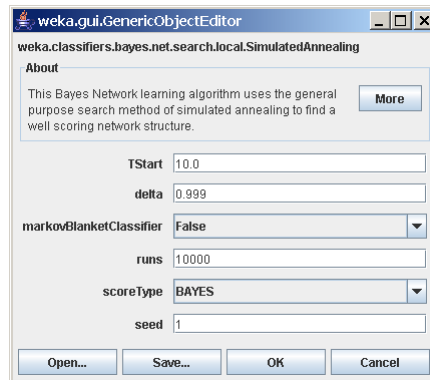 weka.gui.GenericObjectEditor
weka.classifiers.bayes.net.search.local.SimulatedAnnealing
About
This Bayes Network learning algorithm uses the general
purpose search method of simulated annealing to find a
well scoring network structure.
More
TStart 10.0
delta 0.999
markovBlanketClassifier False
runs 10000
scoreType BAYES
seed 1
Open... Save... OK Cancel